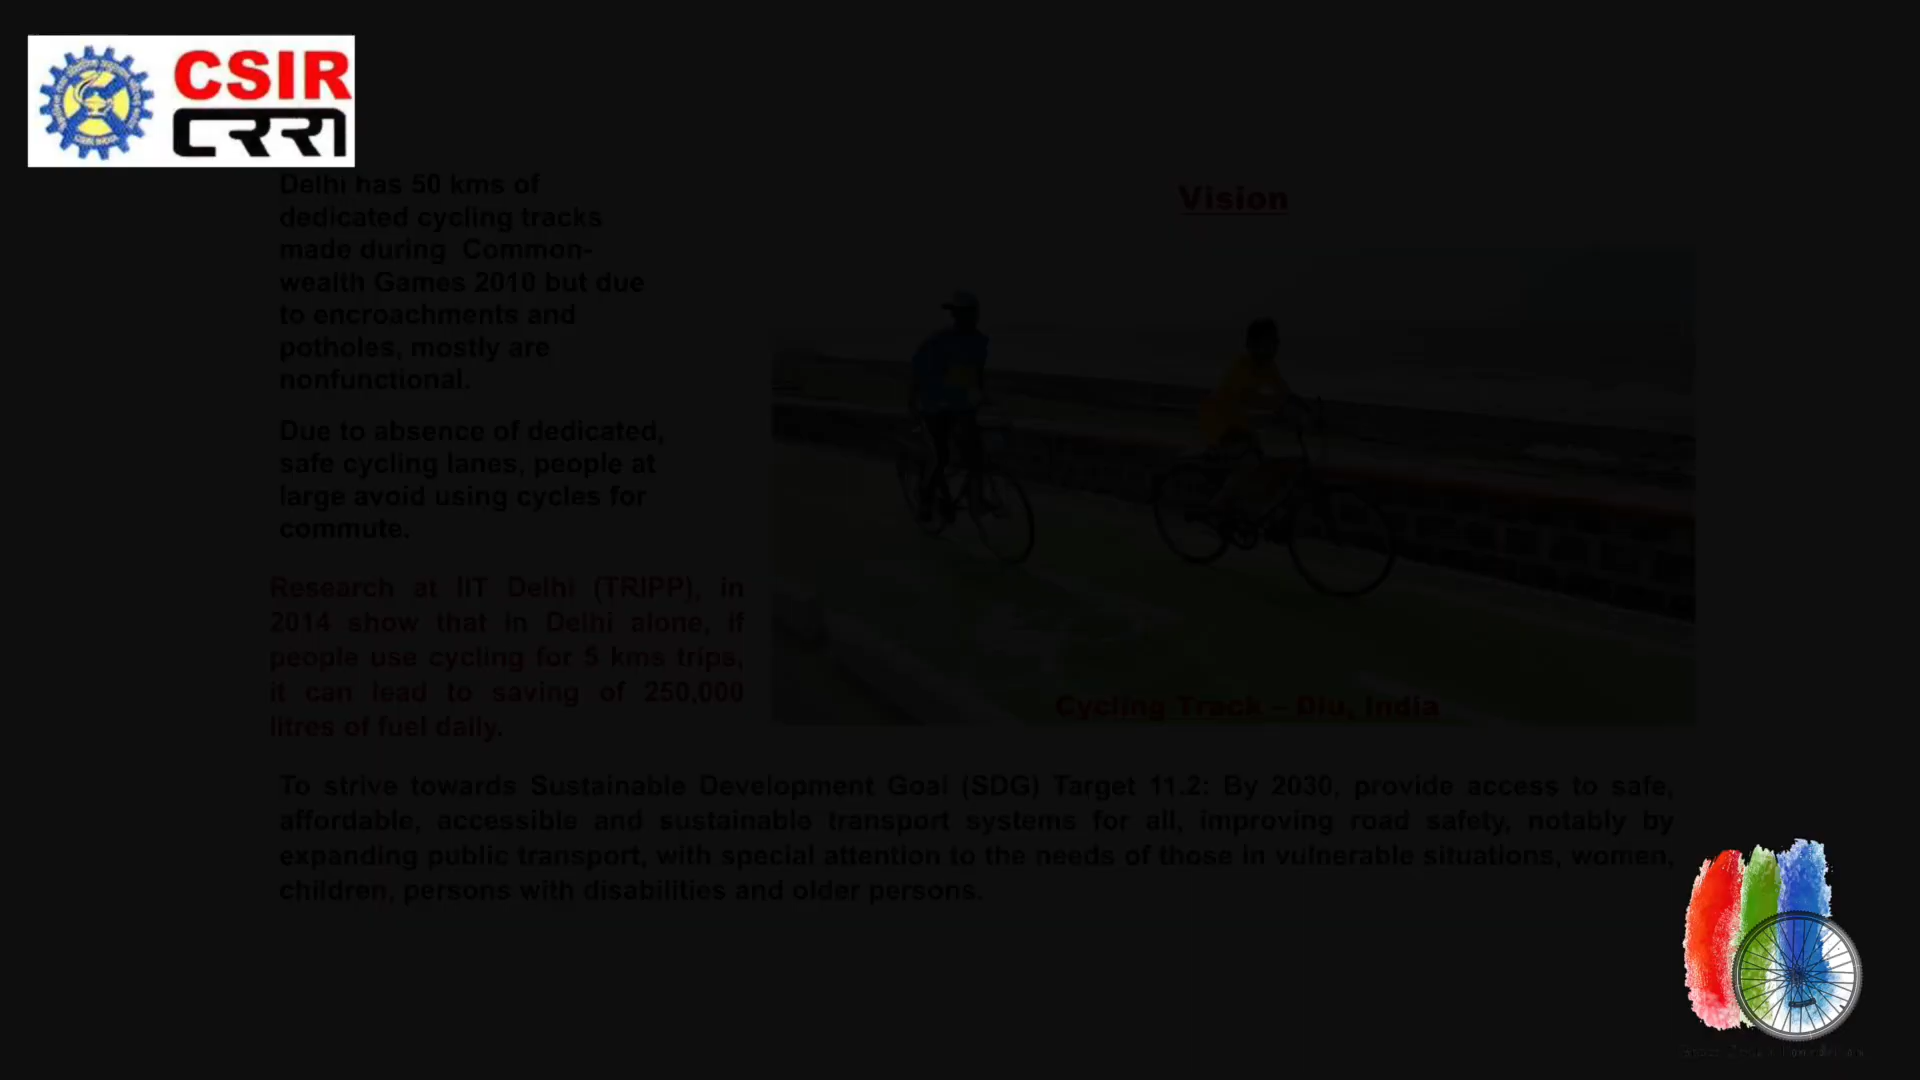 CSIR
CRRI
Delhi has 50 kms of
dedicated cycling tracks
made during Common-
wealth Games 2010 but due
to encroachments and
potholes, mostly are
nonfunctional.
Due to absence of dedicated,
safe cycling lanes, people at
large avoid using cycles for
commute.
Research at IIT Delhi (TRIPP), in
2014 show that in Delhi alone, if
people use cycling for 5 kms trips,
it can lead to saving of 250,000
litres of fuel daily.
Vision
Cycling Track – Diu, India
To strive towards Sustainable Development Goal (SDG) Target 11.2: By 2030, provide access to safe,
affordable, accessible and sustainable transport systems for all, improving road safety, notably by
expanding public transport, with special attention to the needs of those in vulnerable situations, women,
children, persons with disabilities and older persons.